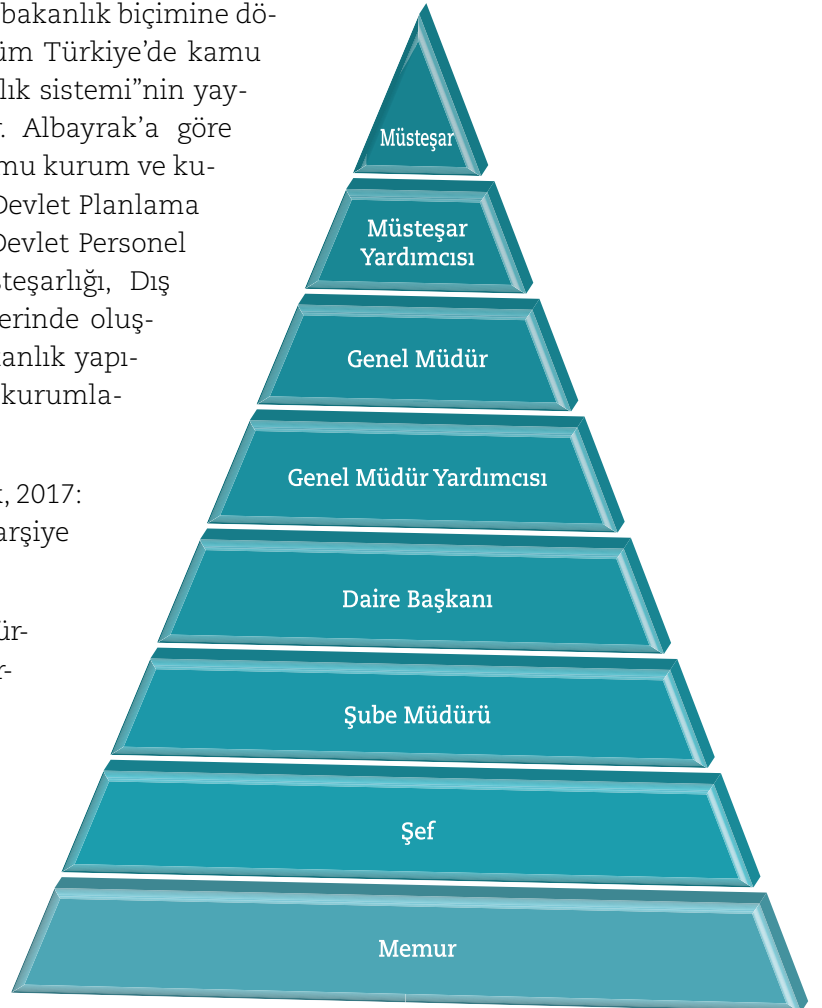 bakanlık biçimine dö-
üm Türkiye’de kamu
lık sistemi”nin yay-
Albayrak’a göre
mu kurum ve ku-
Devlet Planlama
Devlet Personel
steşarlığı, Dış
erinde oluş-
anlık yapı-
kurumla-
, 2017:
arşiye
ür-
r-
Müsteşar
Müsteşar
Yardımcısı
Genel Müdür
Genel Müdür Yardımcısı
Daire Başkanı
Şube Müdürü
Şef
Memur